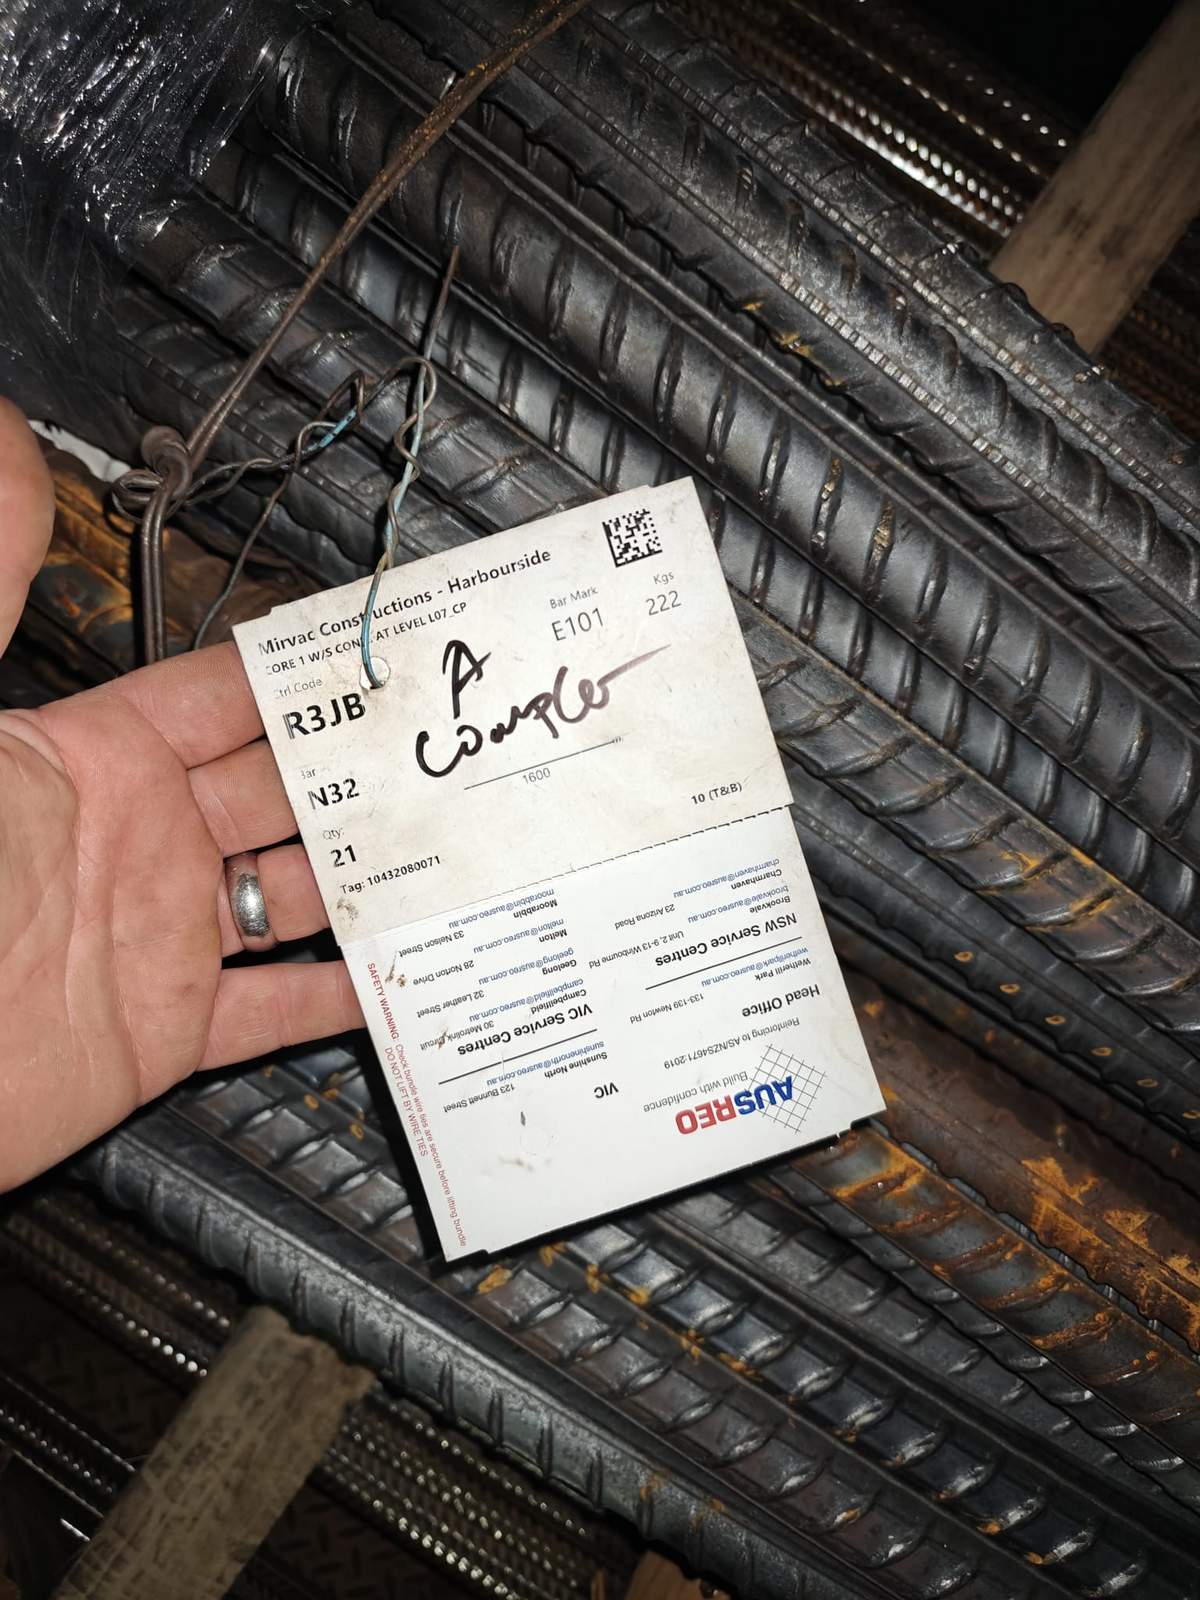 Mirvac Constructions - Harbourside
CORE 1 W/S CON AT LEVEL L07_CP
Ctrl Code
R3JB
Bar Mark
E101
Kgs
222
A
Bar
N32
1600
Qty:
21
10 (T&B)
Tag: 10432080071
AUSREO
Build with confidence
Reinforcing to AS/NZS4671:2019
Head Office
Wetherill Park
133-139 Newton Rd
wetherillpark@ausreo.com.au
NSW Service Centres
Brookvale
Unit 2, 9-13 Winbourne Rd
brookvale@ausreo.com.au
Charmhaven
23 Arizona Road
charmhaven@ausreo.com.au
VIC
Sunshine North
123 Bunnett Street
sunshinenorth@ausreo.com.au
VIC Service Centres
Campbellfield
30 Metrolink Circuit
campbellfield@ausreo.com.au
Geelong
32 Leather Street
geelong@ausreo.com.au
Melton
28 Norton Drive
melton@ausreo.com.au
Moorabbin
33 Nelson Street
moorabbin@ausreo.com.au
SAFETY WARNING: Check bundle wire ties are secure before lifting bundle
DO NOT LIFT BY WIRE TIES